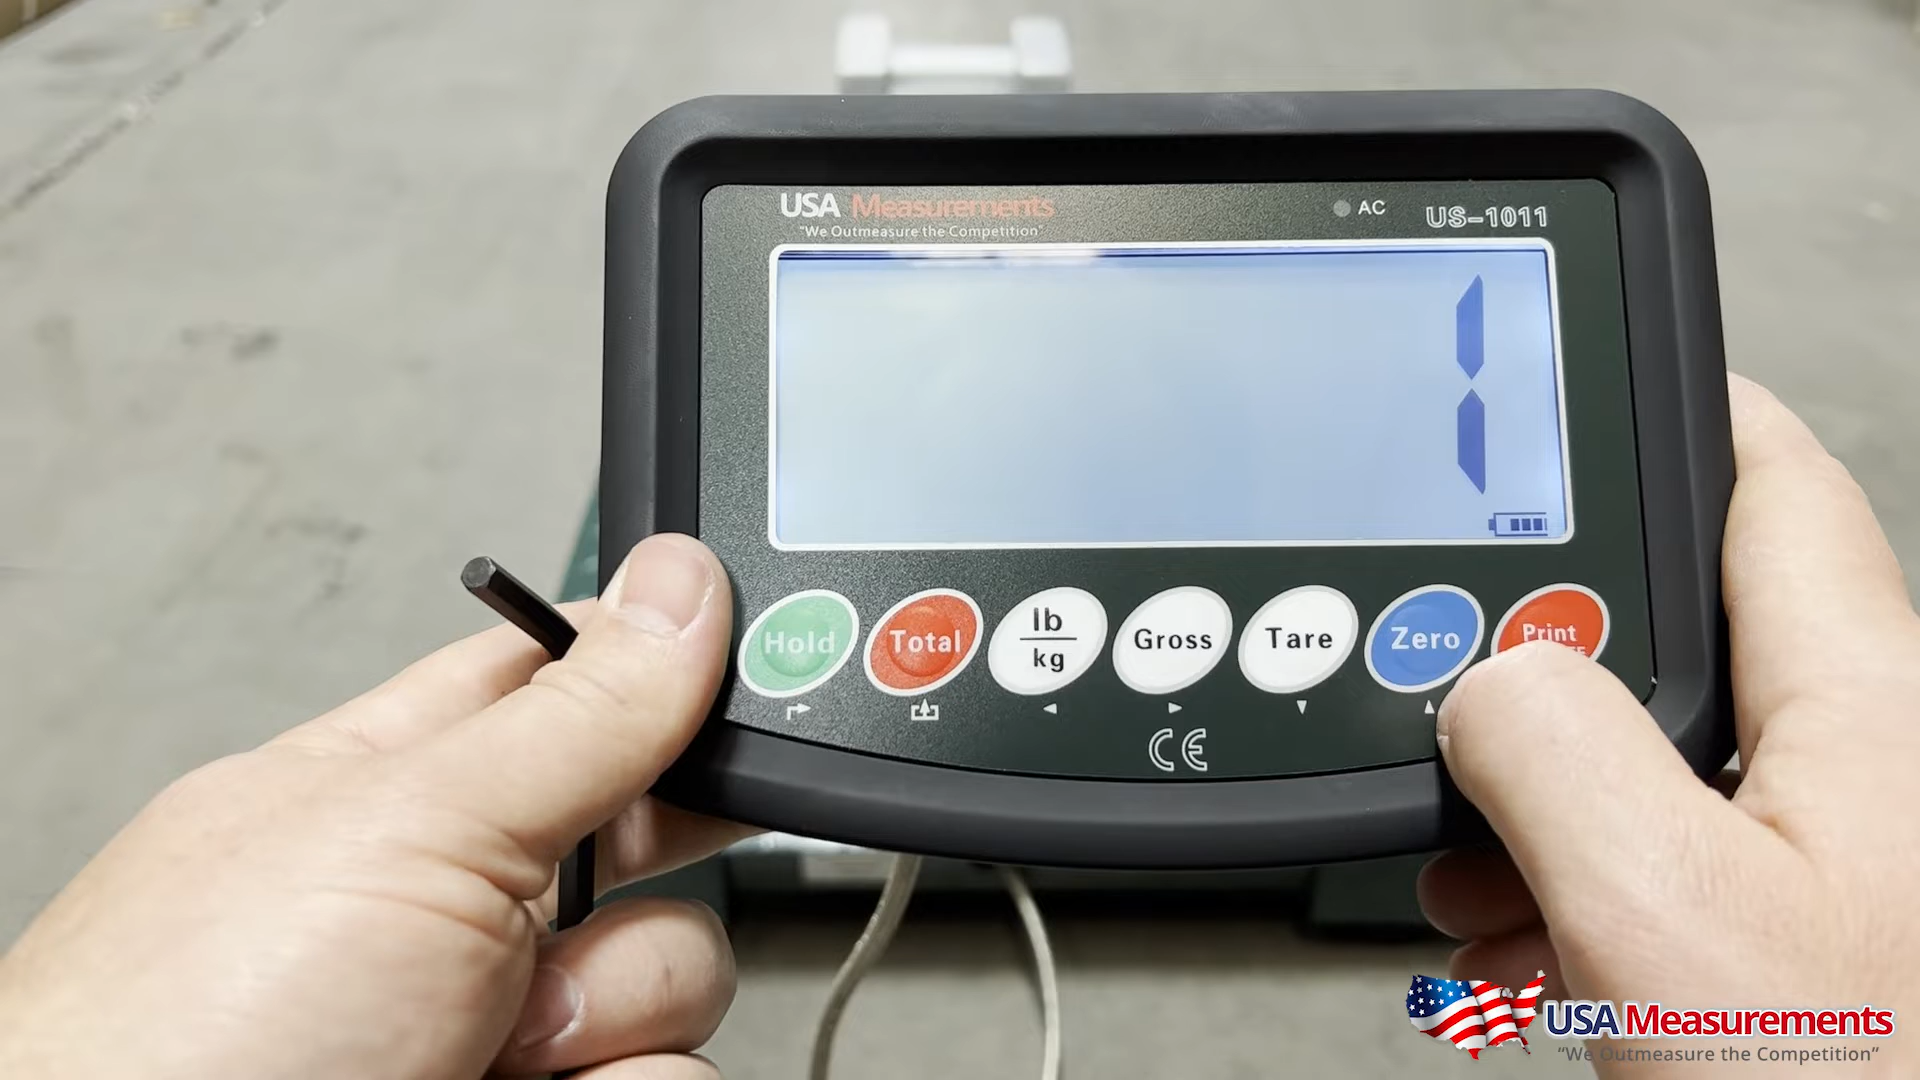 USA Measurements
"We Outmeasure the Competition"
AC
US-1011
1
Hold
Total
lb
kg
Gross
Tare
Zero
Print
CE
USA Measurements
"We Outmeasure the Competition"